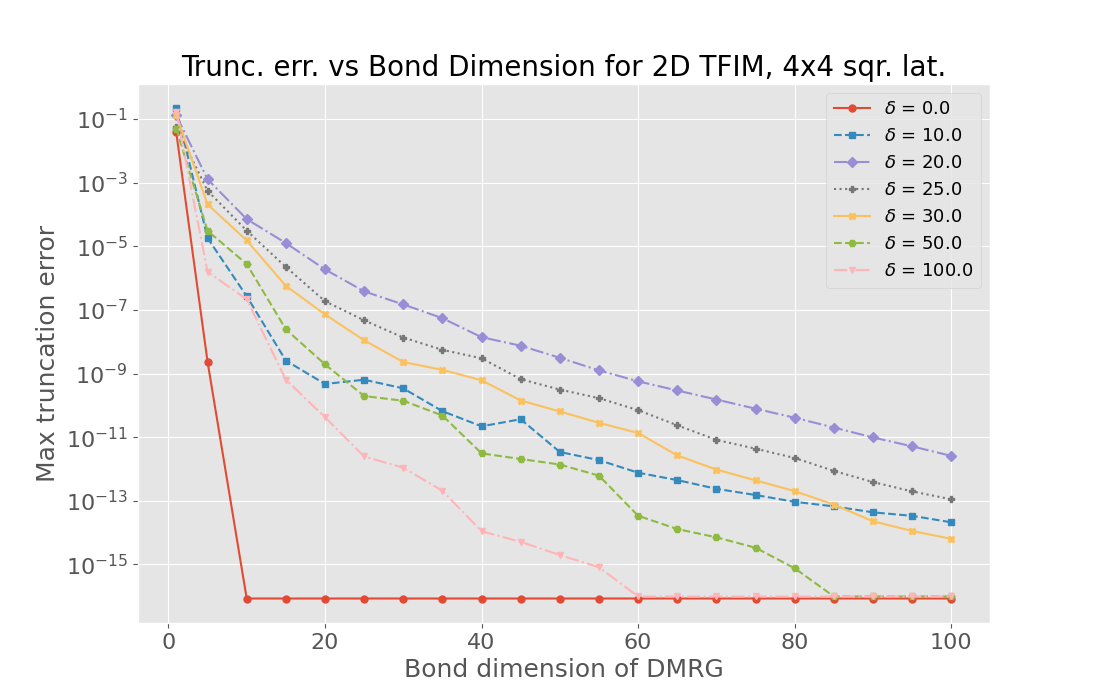 Trunc. err. vs Bond Dimension for 2D TFIM, 4x4 sqr. lat.
Max truncation error
10⁻¹
10⁻³
10⁻⁵
10⁻⁷
10⁻⁹
10⁻¹¹
10⁻¹³
10⁻¹⁵
δ = 0.0
δ = 10.0
δ = 20.0
δ = 25.0
δ = 30.0
δ = 50.0
δ = 100.0
0 20 40 60 80 100
Bond dimension of DMRG